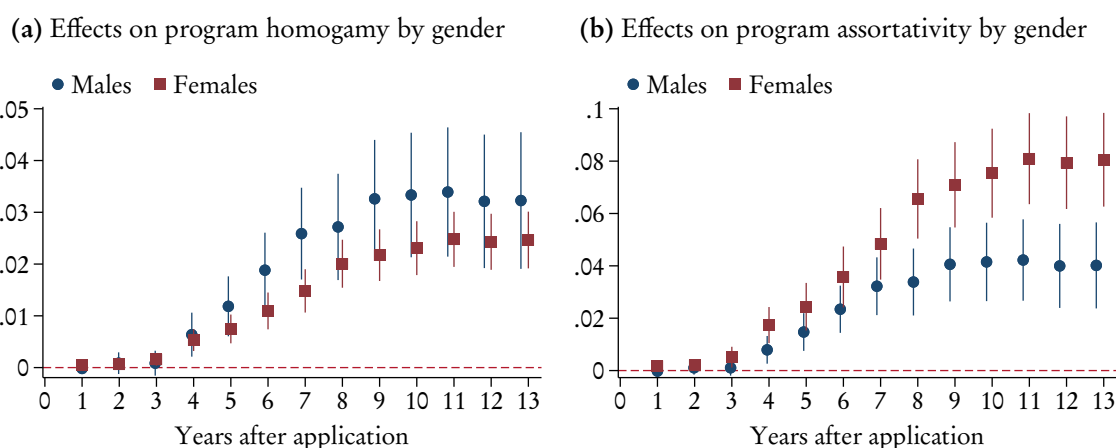 (a) Effects on program homogamy by gender
Males Females
.05
.04
.03
.02
.01
0
0 1 2 3 4 5 6 7 8 9 10 11 12 13
Years after application
(b) Effects on program assortativity by gender
Males Females
.1
.08
.06
.04
.02
0
0 1 2 3 4 5 6 7 8 9 10 11 12 13
Years after application